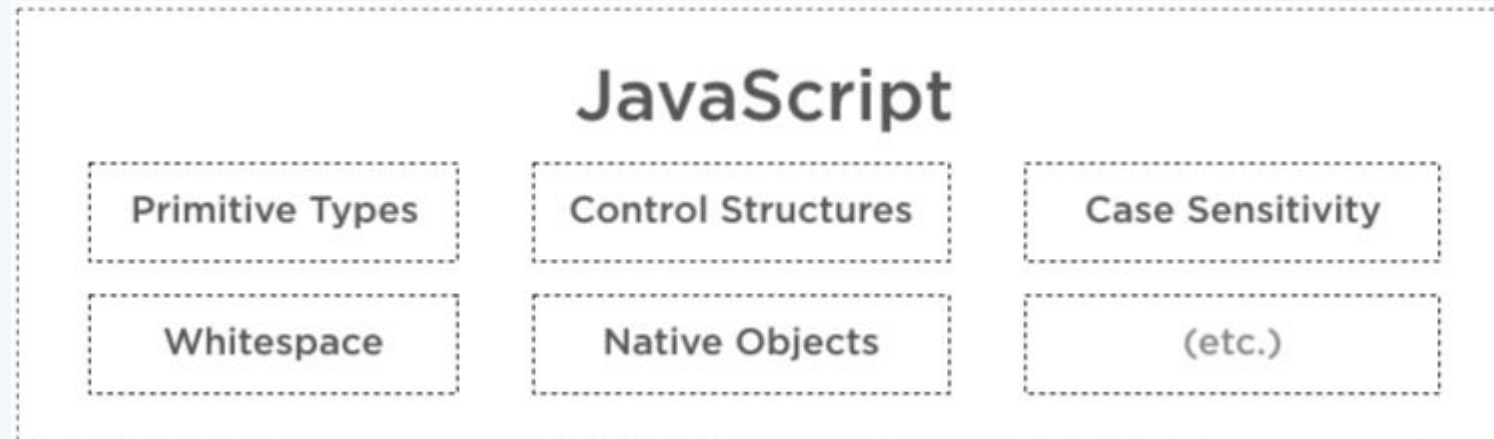 JavaScript
Primitive Types
Control Structures
Case Sensitivity
Whitespace
Native Objects
(etc.)